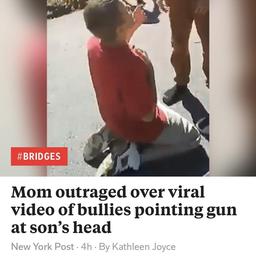 #BRIDGES
Mom outraged over viral
video of bullies pointing gun
at son's head
New York Post · 4h · By Kathleen Joyce